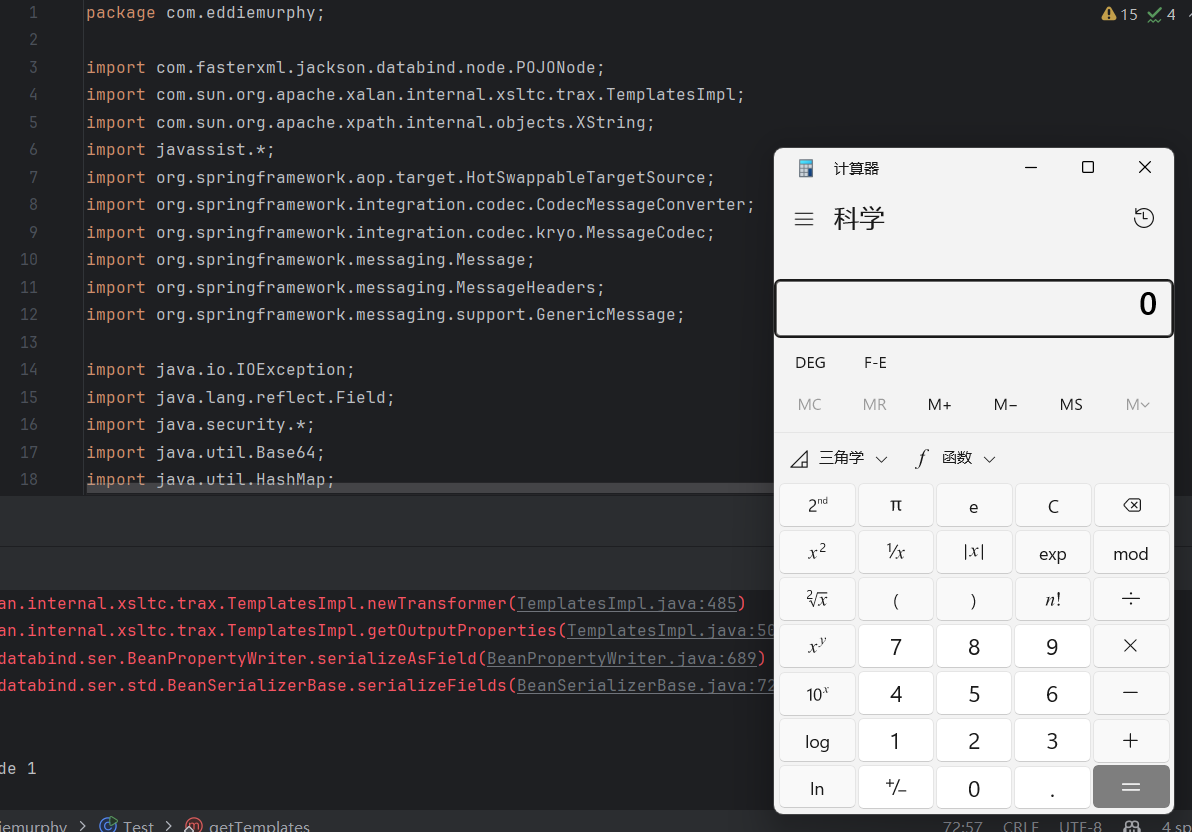 1 package com.eddiemurphy;
15 4
2
3 import com.fasterxml.jackson.databind.node.POJONode;
4 import com.sun.org.apache.xalan.internal.xsltc.trax.TemplatesImpl;
5 import com.sun.org.apache.xpath.internal.objects.XString;
6 import javassist.*;
7 import org.springframework.aop.target.HotSwappableTargetSource;
8 import org.springframework.integration.codec.CodecMessageConverter;
9 import org.springframework.integration.codec.kryo.MessageCodec;
10 import org.springframework.messaging.Message;
11 import org.springframework.messaging.MessageHeaders;
12 import org.springframework.messaging.support.GenericMessage;
13
14 import java.io.IOException;
15 import java.lang.reflect.Field;
16 import java.security.*;
17 import java.util.Base64;
18 import java.util.HashMap;
an.internal.xsltc.trax.TemplatesImpl.newTransformer(TemplatesImpl.java:485)
an.internal.xsltc.trax.TemplatesImpl.getOutputProperties(TemplatesImpl.java:50
databind.ser.BeanPropertyWriter.serializeAsField(BeanPropertyWriter.java:689)
databind.ser.std.BeanSerializerBase.serializeFields(BeanSerializerBase.java:72
de 1
iemurphy > Test > getTemplates
72:57 CRLF UTF-8 4 sp
计算器
科学
0
DEG F-E
MC MR M+ M− MS M
三角学 f 函数
2ⁿᵈ π e C
x² ¹/x |x| exp mod
²√x ( ) n! ÷
xʸ 7 8 9 ×
10ˣ 4 5 6 −
log 1 2 3 +
ln +/− 0 . =